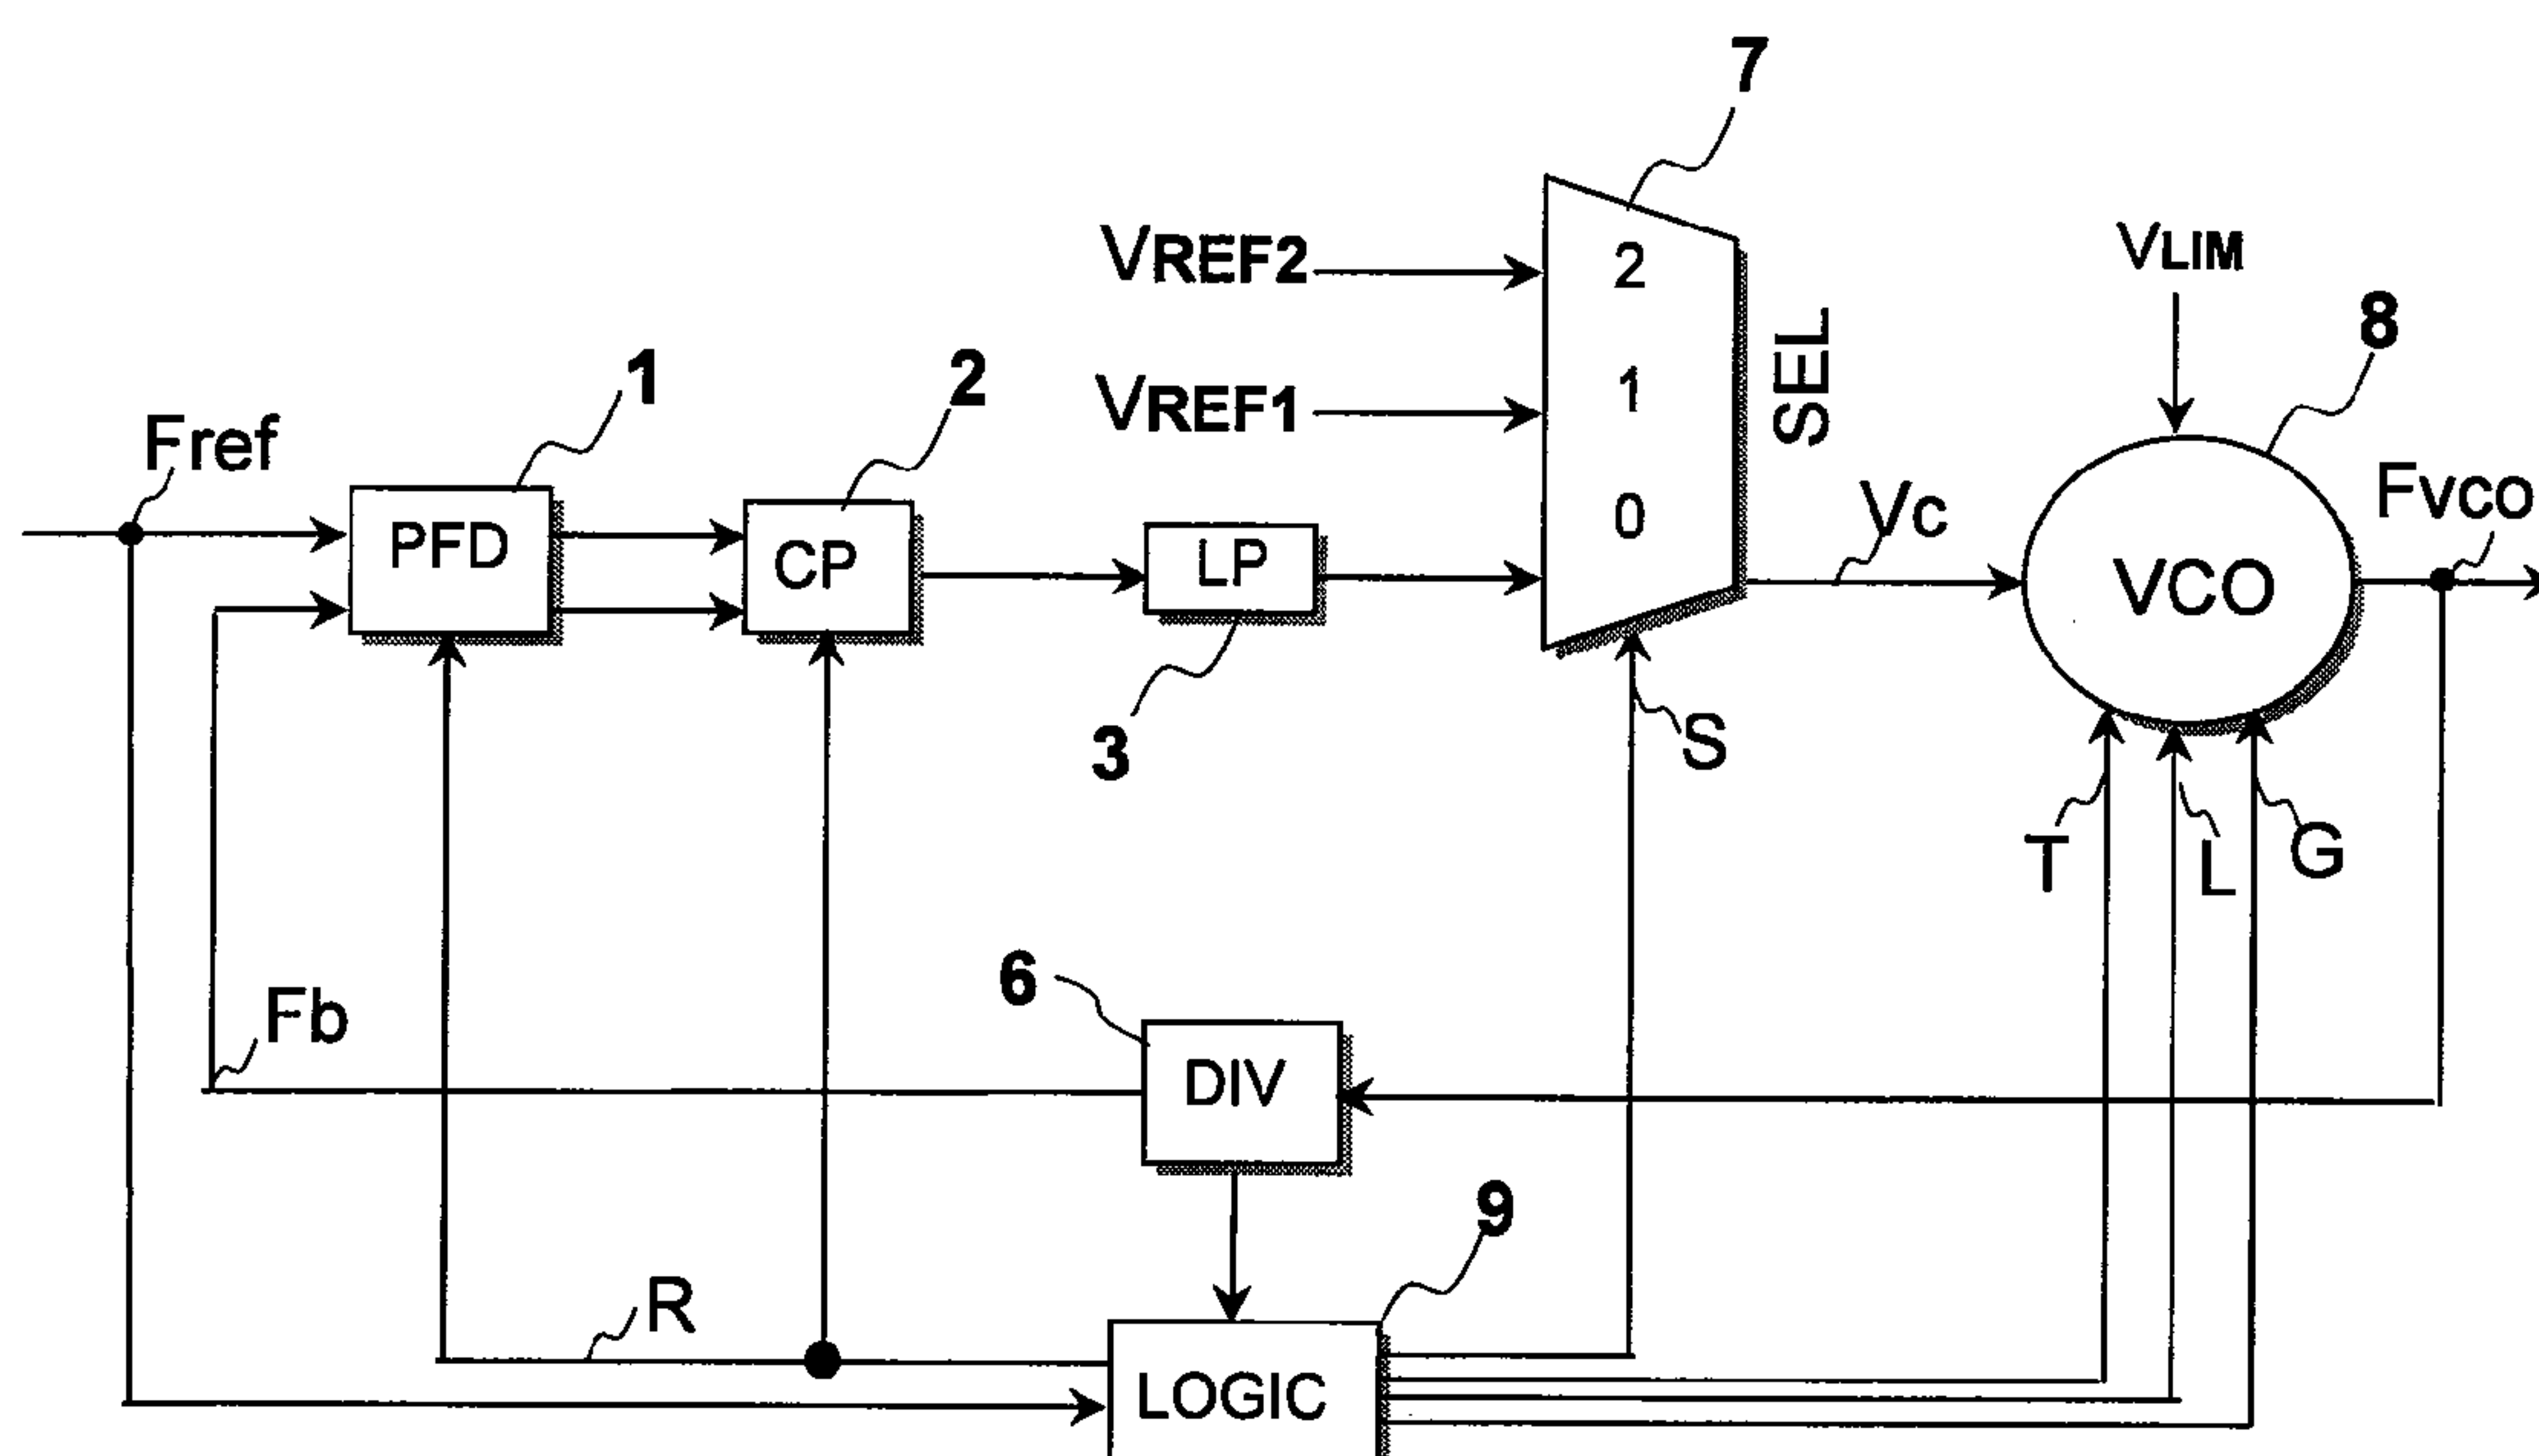 7
VREF2
2
VLIM
8
1
2
VREF1
1
SEL
Fref
PFD
CP
LP
0
Vc
VCO
Fvco
3
S
T
L
G
6
Fb
DIV
9
R
LOGIC